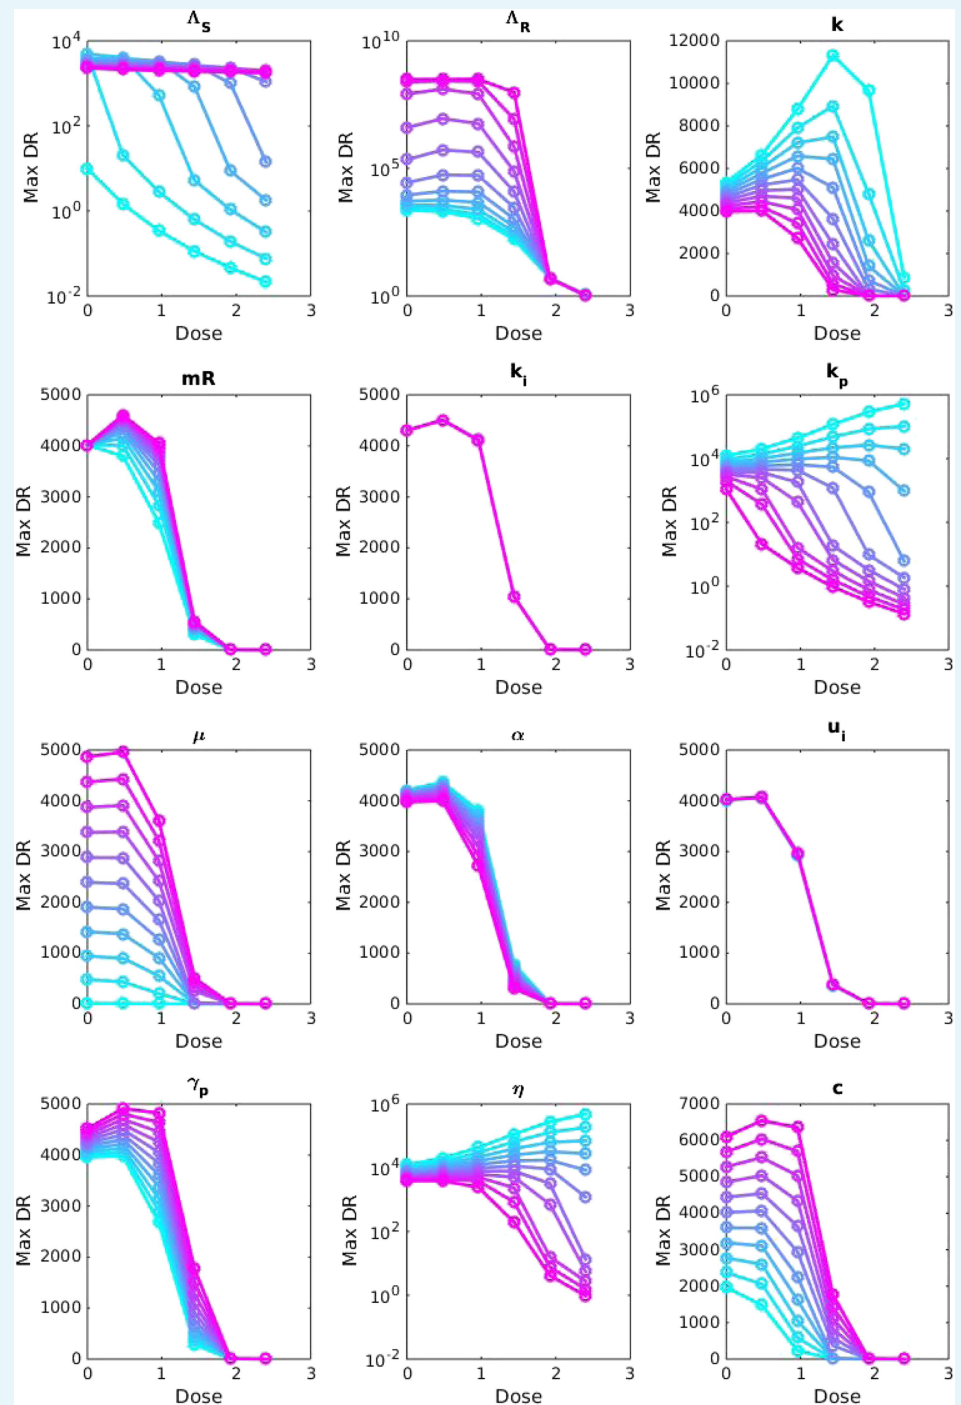 Λ_S
Max DR
10^4
10^2
10^0
10^-2
0 1 2 3
Dose
Λ_R
Max DR
10^10
10^5
10^0
0 1 2 3
Dose
k
Max DR
12000
10000
8000
6000
4000
2000
0
0 1 2 3
Dose
mR
Max DR
5000
4000
3000
2000
1000
0
0 1 2 3
Dose
k_i
Max DR
5000
4000
3000
2000
1000
0
0 1 2 3
Dose
k_p
Max DR
10^6
10^4
10^2
10^0
10^-2
0 1 2 3
Dose
μ
Max DR
5000
4000
3000
2000
1000
0
0 1 2 3
Dose
α
Max DR
5000
4000
3000
2000
1000
0
0 1 2 3
Dose
u_i
Max DR
5000
4000
3000
2000
1000
0
0 1 2 3
Dose
γ_p
Max DR
5000
4000
3000
2000
1000
0
0 1 2 3
Dose
η
Max DR
10^6
10^4
10^2
10^0
10^-2
0 1 2 3
Dose
c
Max DR
7000
6000
5000
4000
3000
2000
1000
0
0 1 2 3
Dose